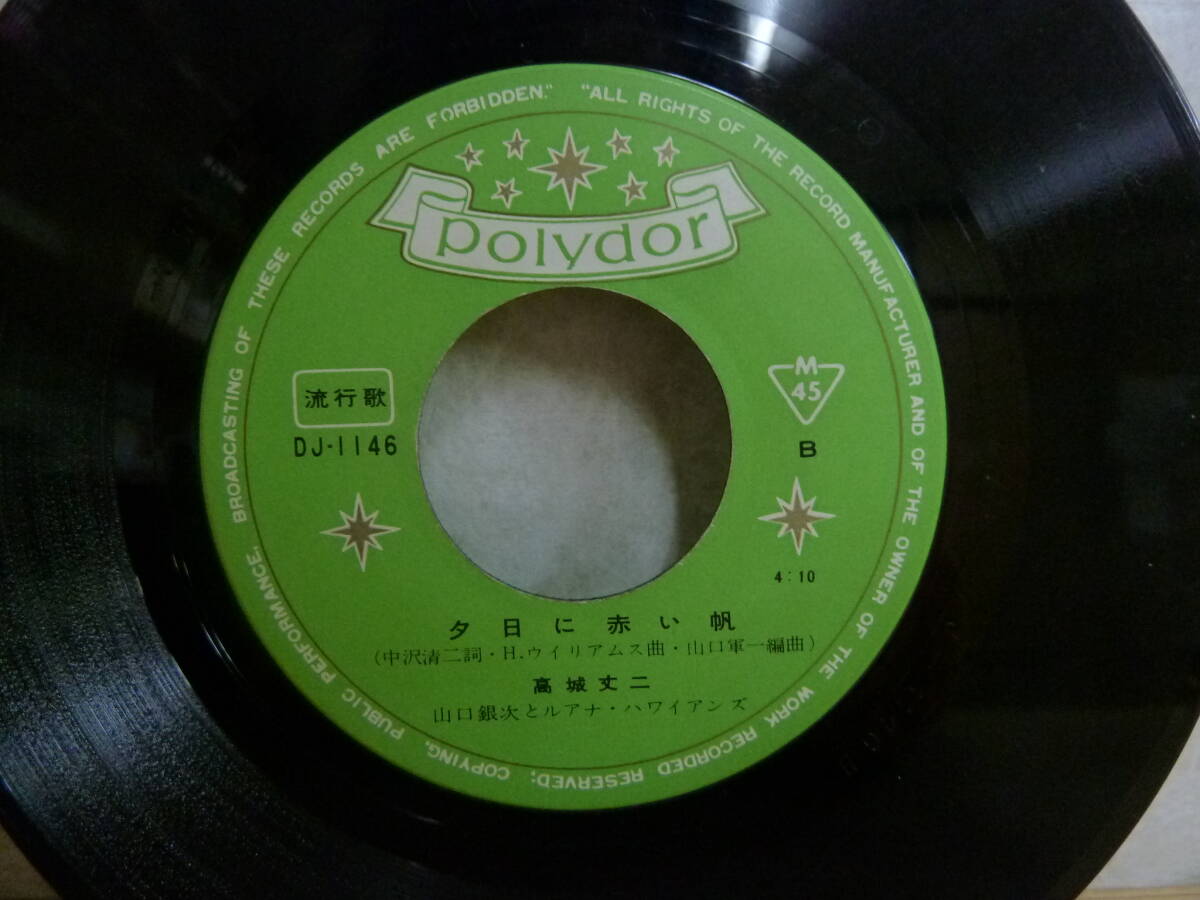 "ALL RIGHTS OF THE RECORD MANUFACTURER AND OF THE OWNER OF THE WORK RECORDED RESERVED; COPYING, PUBLIC PERFORMANCE, BROADCASTING OF THESE RECORDS ARE FORBIDDEN."
polydor
流行歌
DJ-1146
M
45
B
4:10
夕日に赤い帆
(中沢清二詞・H.ウイリアムス曲・山口軍一編曲)
高城丈二
山口銀次とルアナ・ハワイアンズ